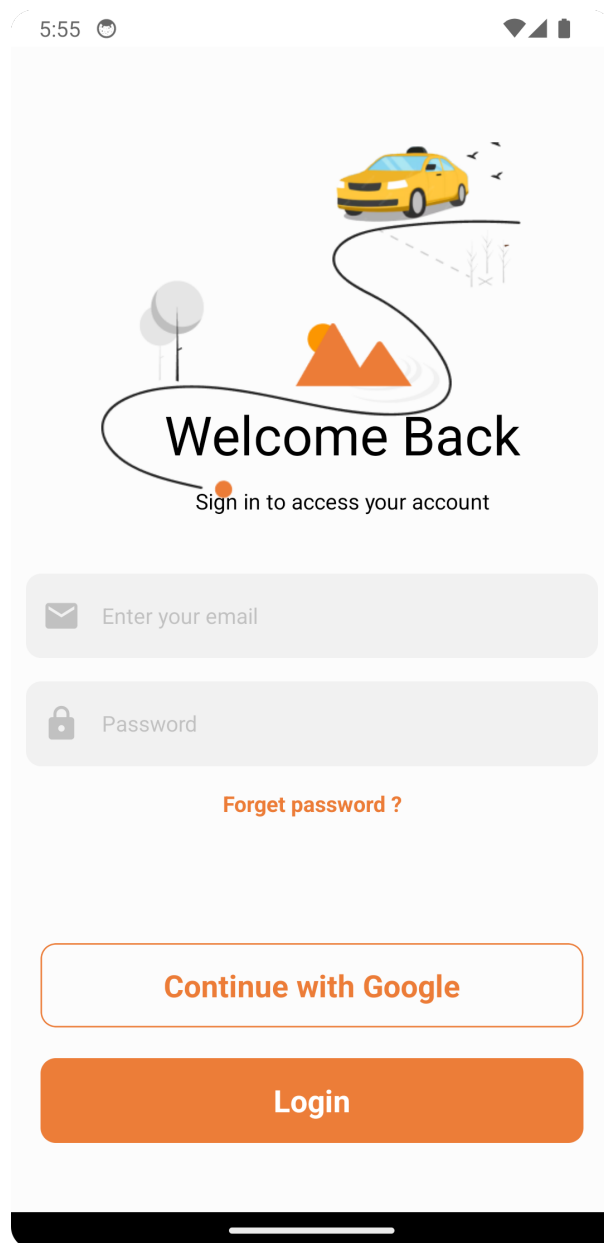 5:55
Welcome Back
Sign in to access your account
Enter your email
Password
Forget password ?
Continue with Google
Login